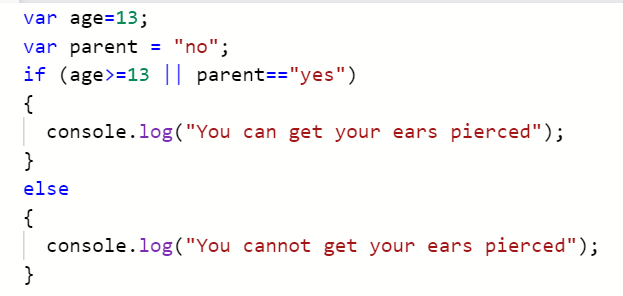 var age=13;
var parent = "no";
if (age>=13 || parent=="yes")
{
  console.log("You can get your ears pierced");
}
else
{
  console.log("You cannot get your ears pierced");
}